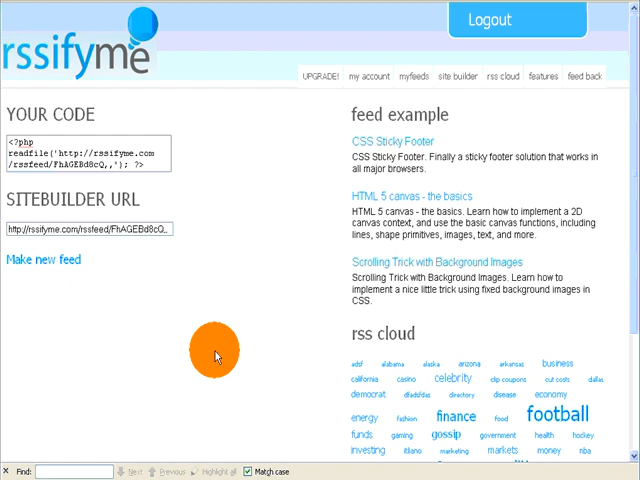 Logout
rssifyme
UPGRADE! my account myfeeds site builder rss cloud features feed back
YOUR CODE
<?php
readfile('http://rssifyme.com
/rssfeed/FhAGEBd8cQ,,'); ?>
SITEBUILDER URL
http://rssifyme.com/rssfeed/FhAGEBd8cQ,,
Make new feed
feed example
CSS Sticky Footer
CSS Sticky Footer. Finally a sticky footer solution that works in
all major browsers.
HTML 5 canvas - the basics
HTML 5 canvas - the basics. Learn how to implement a 2D
canvas context, and use the basic canvas functions, including
lines, shape primitives, images, text, and more.
Scrolling Trick with Background Images
Scrolling Trick with Background Images. Learn how to
implement a nice little trick using fixed background images in
CSS.
rss cloud
adsf alabama alaska arizona arkansas business
california casino celebrity clip coupons cut costs dallas
democrat dfadsfdas directory disease economy
energy fashion finance food football
funds gaming gossip government health hockey
investing itliano marketing markets money nba
Find: Next Previous Highlight all Match case